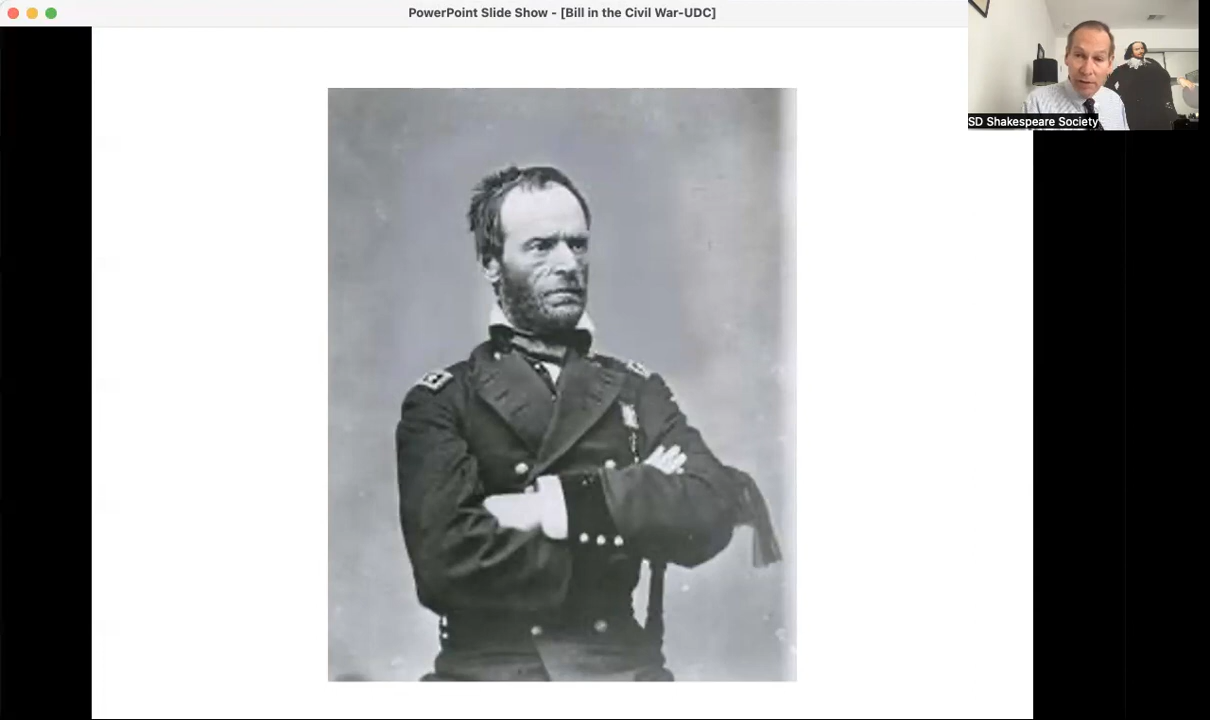 PowerPoint Slide Show - [Bill in the Civil War-UDC]
SD Shakespeare Society